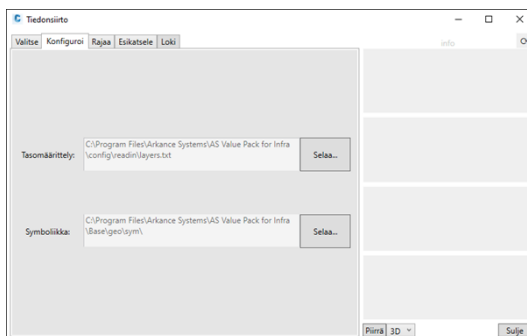 Tiedonsiirto
Valitse Konfiguroi Rajaa Esikatsele Loki
info
Tasomäärittely:
C:\Program Files\Arkance Systems\AS Value Pack for Infra
\config\readin\layers.txt
Selaa...
Symboliikka:
C:\Program Files\Arkance Systems\AS Value Pack for Infra
\Base\geo\sym\
Selaa...
Piirrä 3D Sulje